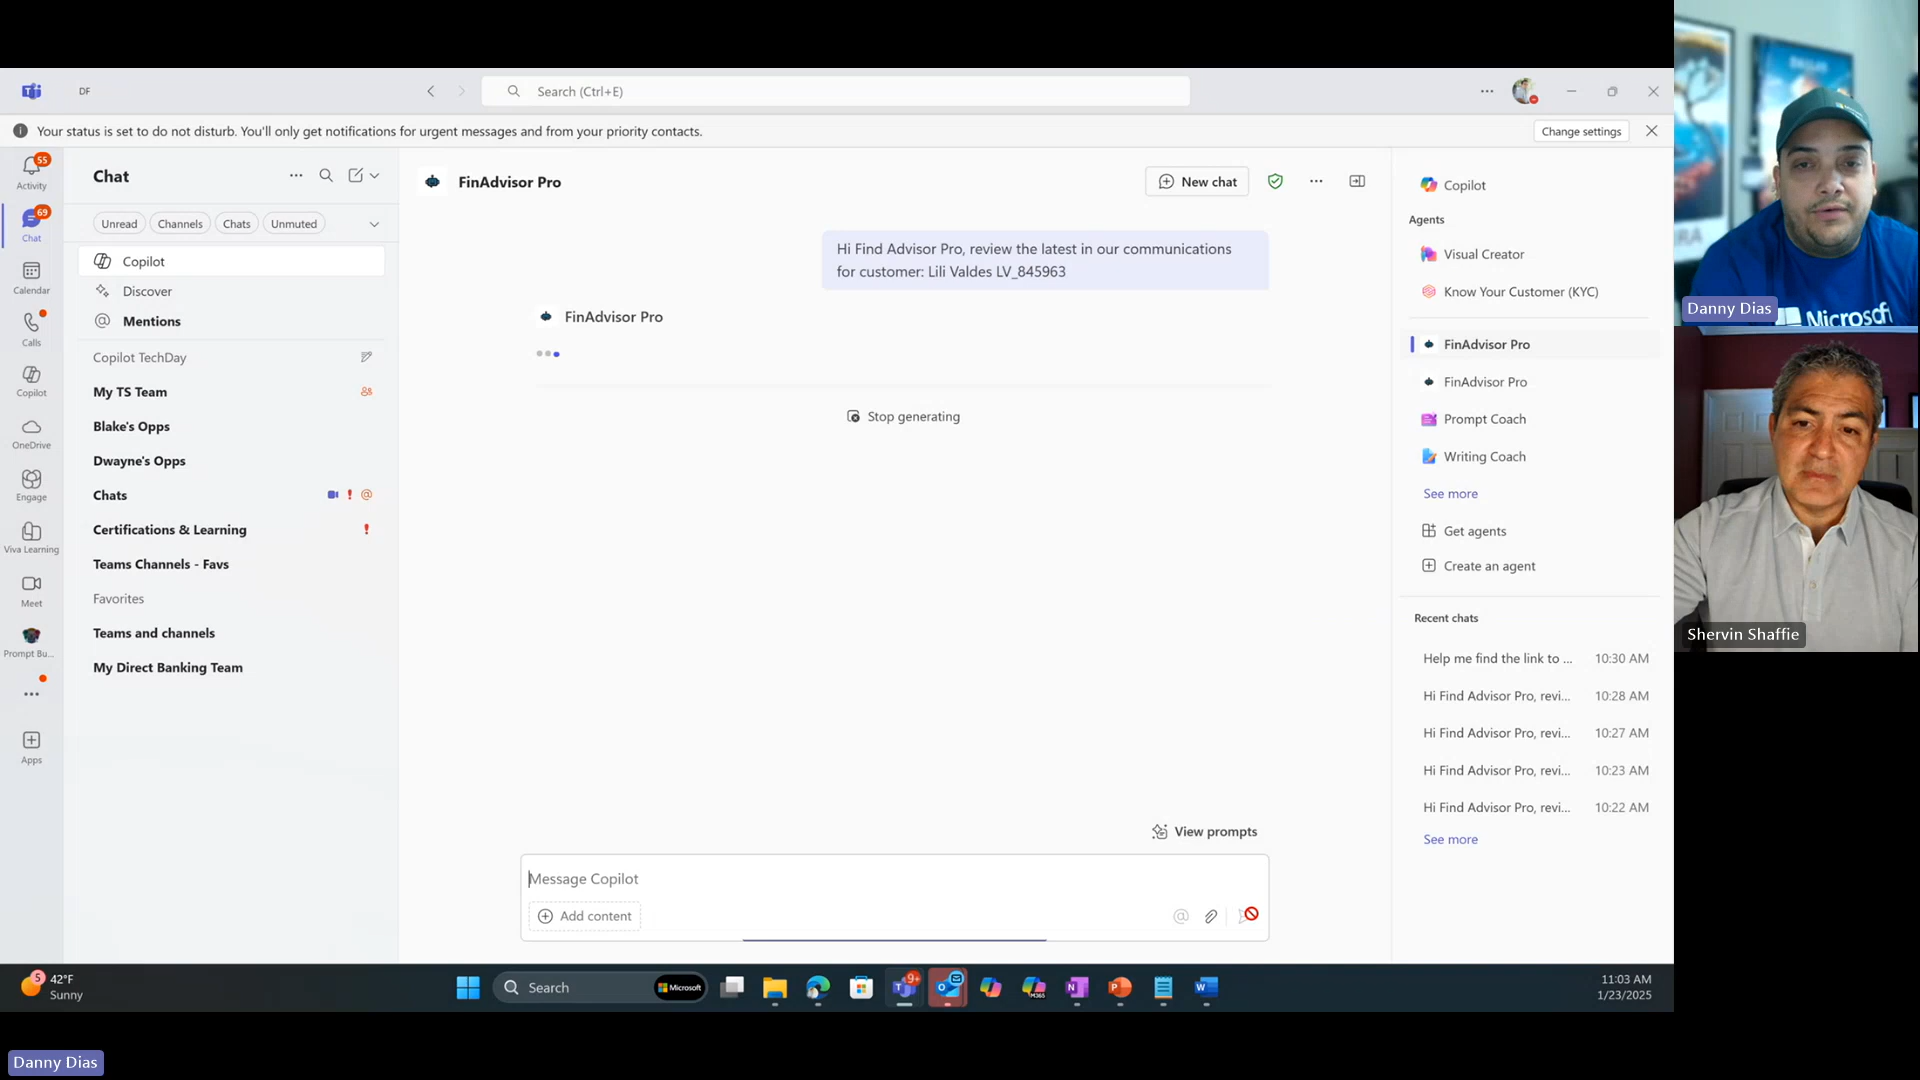 DF
Search (Ctrl+E)
Your status is set to do not disturb. You'll only get notifications for urgent messages and from your priority contacts.
Change settings
55
Activity
69
Chat
Calendar
Calls
Copilot
OneDrive
Engage
Viva Learning
Meet
Prompt Bu...
Apps
Chat
Unread
Channels
Chats
Unmuted
Copilot
Discover
Mentions
Copilot TechDay
My TS Team
Blake's Opps
Dwayne's Opps
Chats
Certifications & Learning
Teams Channels - Favs
Favorites
Teams and channels
My Direct Banking Team
FinAdvisor Pro
New chat
Hi Find Advisor Pro, review the latest in our communications
for customer: Lili Valdes LV_845963
FinAdvisor Pro
Stop generating
View prompts
Message Copilot
Add content
Copilot
Agents
Visual Creator
Know Your Customer (KYC)
FinAdvisor Pro
FinAdvisor Pro
Prompt Coach
Writing Coach
See more
Get agents
Create an agent
Recent chats
Help me find the link to ... 10:30 AM
Hi Find Advisor Pro, revi... 10:28 AM
Hi Find Advisor Pro, revi... 10:27 AM
Hi Find Advisor Pro, revi... 10:23 AM
Hi Find Advisor Pro, revi... 10:22 AM
See more
Danny Dias
Microsoft
Shervin Shaffie
5
42°F
Sunny
Search
Microsoft
9+
M365
11:03 AM
1/23/2025
Danny Dias